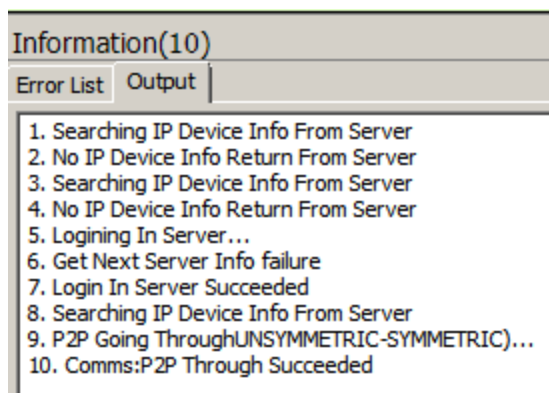 Information(10)
Error List Output
1. Searching IP Device Info From Server
2. No IP Device Info Return From Server
3. Searching IP Device Info From Server
4. No IP Device Info Return From Server
5. Logining In Server...
6. Get Next Server Info failure
7. Login In Server Succeeded
8. Searching IP Device Info From Server
9. P2P Going ThroughUNSYMMETRIC-SYMMETRIC)...
10. Comms:P2P Through Succeeded